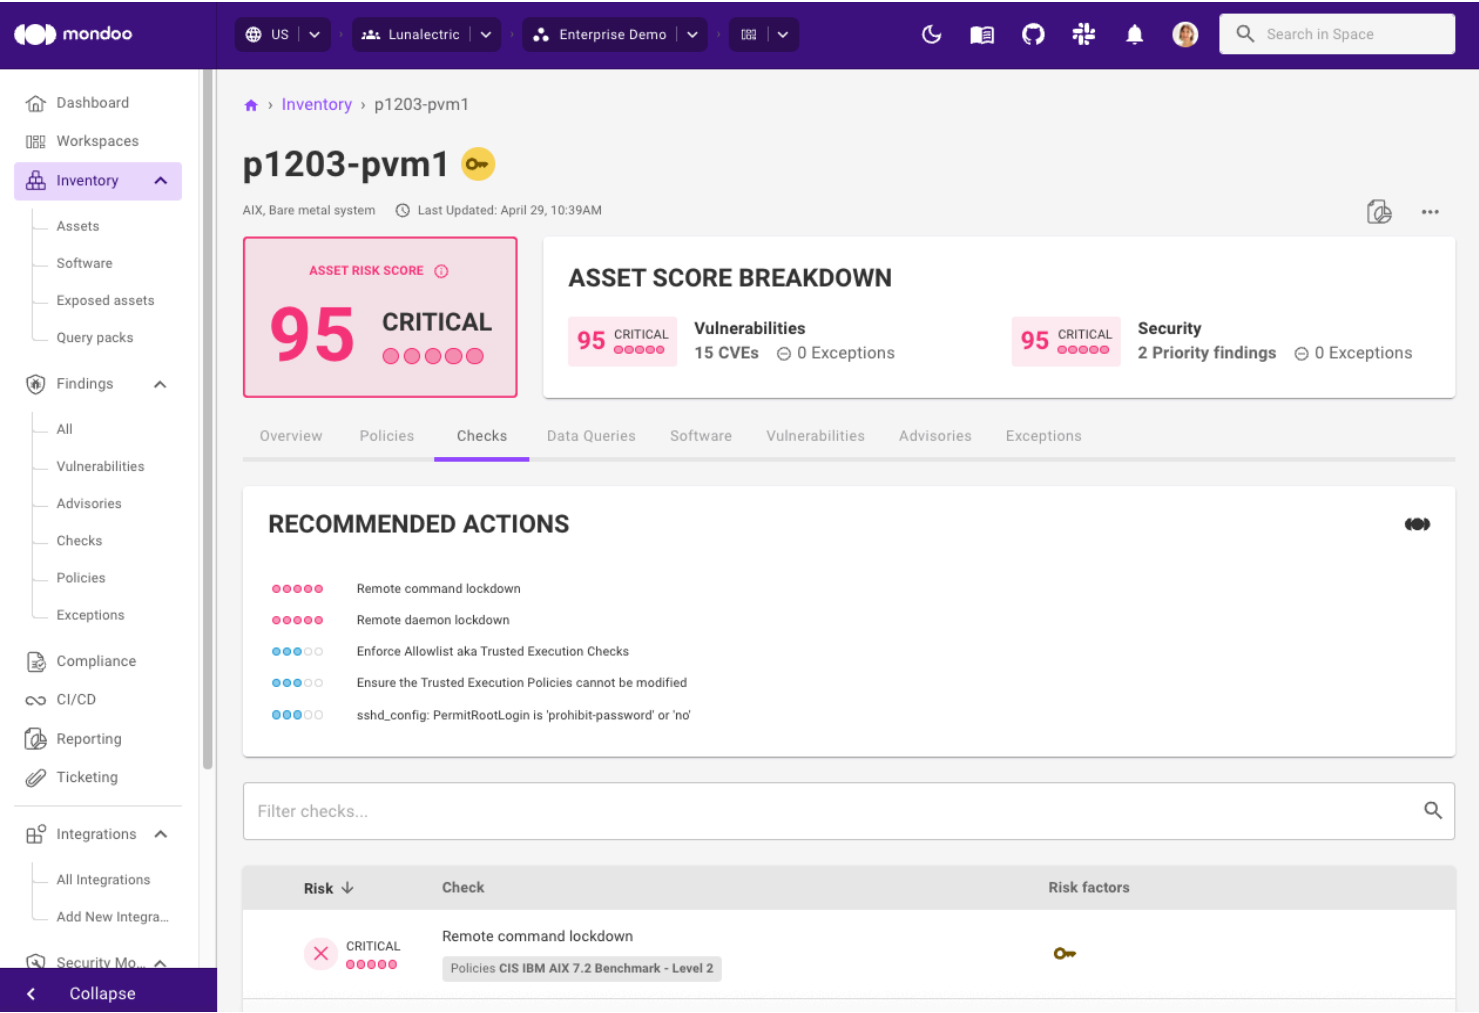 mondoo
US
Lunalectric
Enterprise Demo
Search in Space
Dashboard
Workspaces
Inventory
Assets
Software
Exposed assets
Query packs
Findings
All
Vulnerabilities
Advisories
Checks
Policies
Exceptions
Compliance
CI/CD
Reporting
Ticketing
Integrations
All Integrations
Add New Integra...
Security Mo...
Collapse
› Inventory › p1203-pvm1
p1203-pvm1
AIX, Bare metal system Last Updated: April 29, 10:39AM
ASSET RISK SCORE
95 CRITICAL
ASSET SCORE BREAKDOWN
95 CRITICAL
Vulnerabilities
15 CVEs 0 Exceptions
95 CRITICAL
Security
2 Priority findings 0 Exceptions
Overview Policies Checks Data Queries Software Vulnerabilities Advisories Exceptions
RECOMMENDED ACTIONS
Remote command lockdown
Remote daemon lockdown
Enforce Allowlist aka Trusted Execution Checks
Ensure the Trusted Execution Policies cannot be modified
sshd_config: PermitRootLogin is 'prohibit-password' or 'no'
Filter checks...
Risk Check Risk factors
CRITICAL
Remote command lockdown
Policies CIS IBM AIX 7.2 Benchmark - Level 2